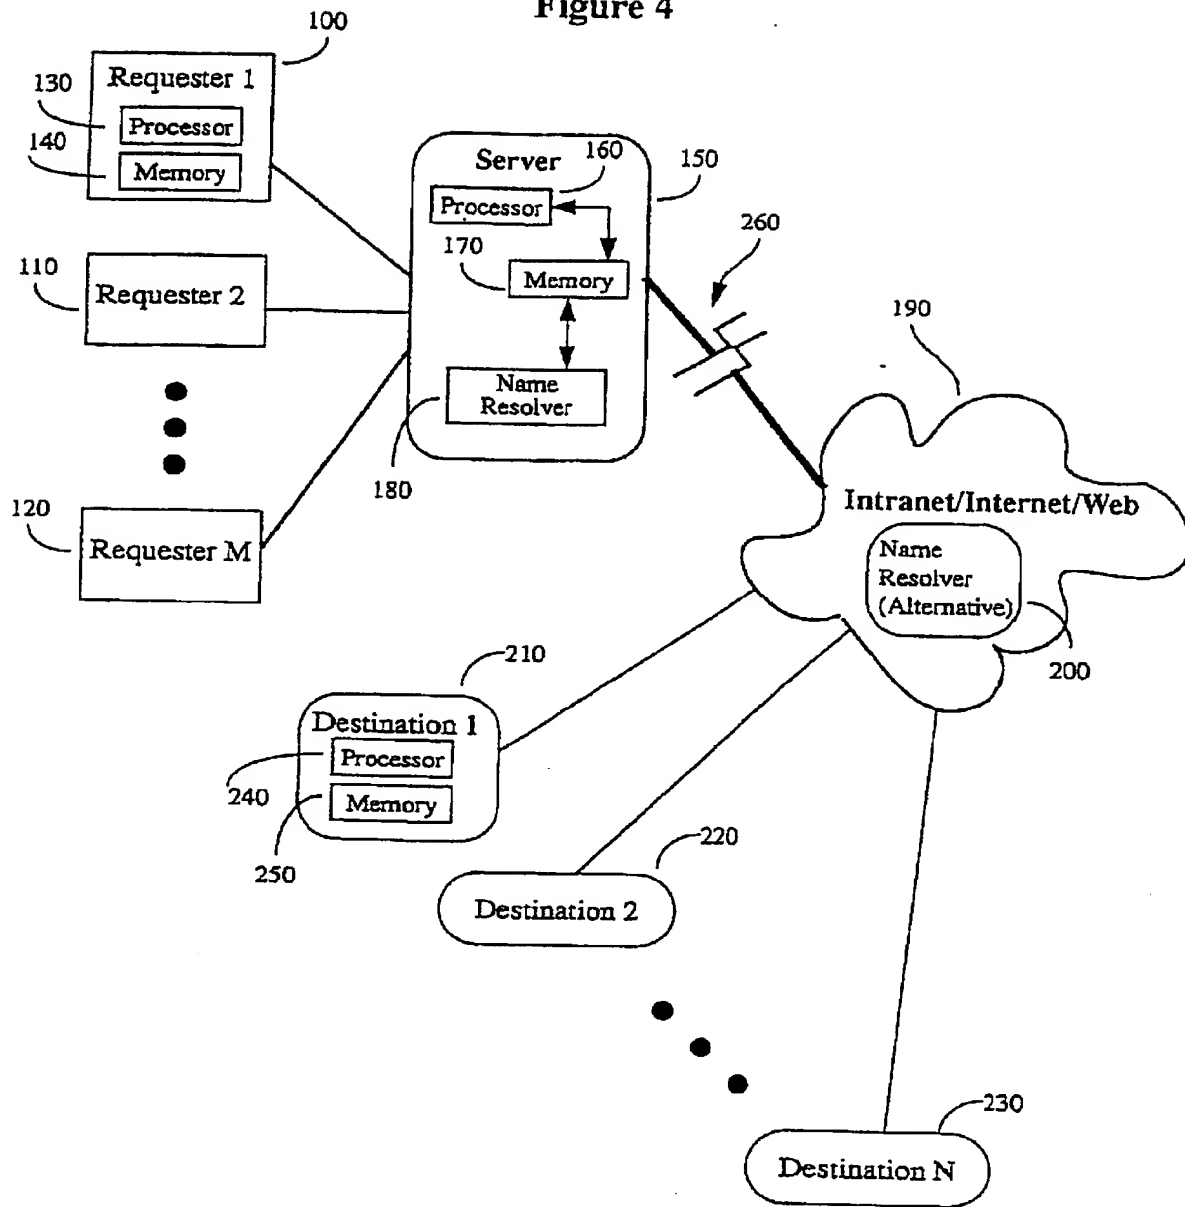 Figure 4
100
Requester 1
130
Processor
140
Memory
Server
160
150
Processor
260
170
Memory
110
Requester 2
190
Name
Resolver
180
120
Requester M
Intranet/Internet/Web
Name
Resolver
(Alternative)
200
210
Destination 1
Processor
240
Memory
250
220
Destination 2
230
Destination N